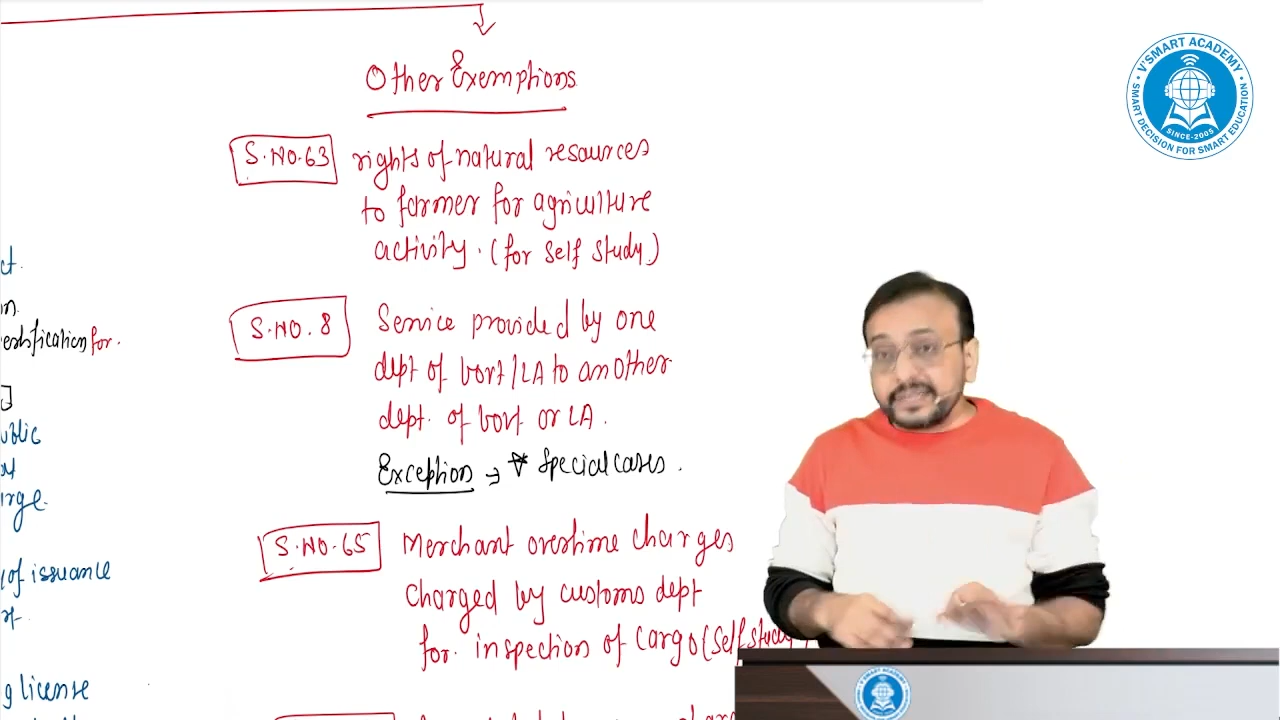 Other Exemptions
S.NO.63 rights of natural resources
to farmer for agriculture
activity. (for self study)
S.NO.8 Service provided by one
dept of Govt/LA to another
dept. of Govt or LA.
Exception → * Special cases.
S.NO.65 Merchant overtime charges
charged by customs dept
for inspection of cargo (self study)
ct.
for.
ublic
of issuance
g license
V'SMART ACADEMY
SMART DECISION FOR SMART EDUCATION
SINCE-2005